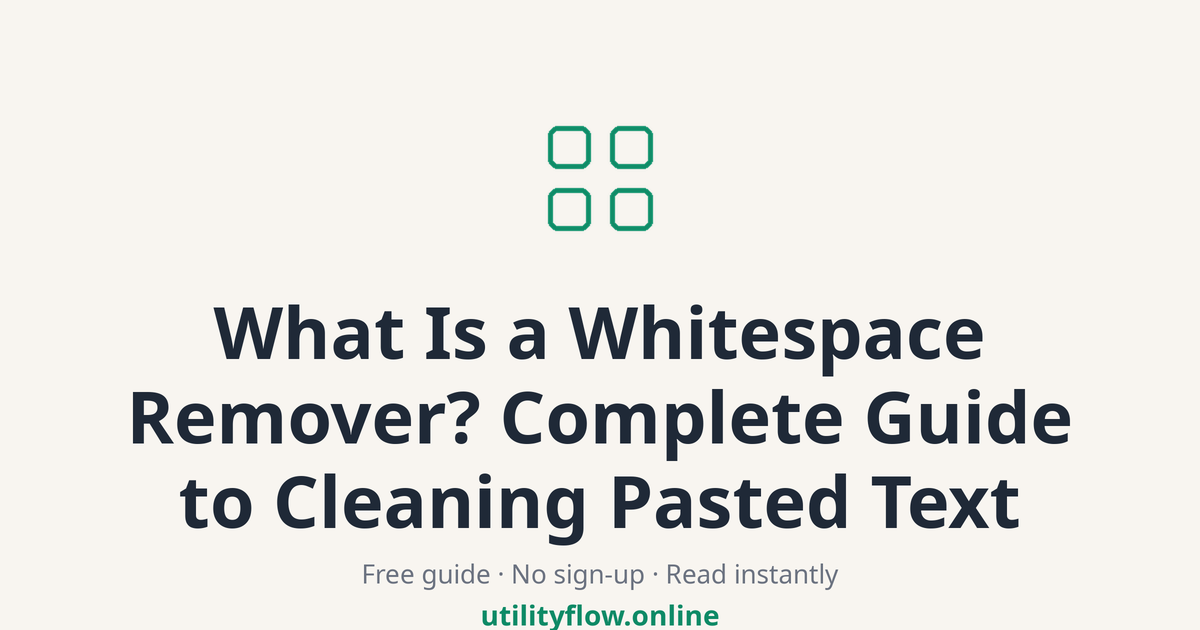 What Is a Whitespace
Remover? Complete Guide
to Cleaning Pasted Text
Free guide · No sign-up · Read instantly
utilityflow.online